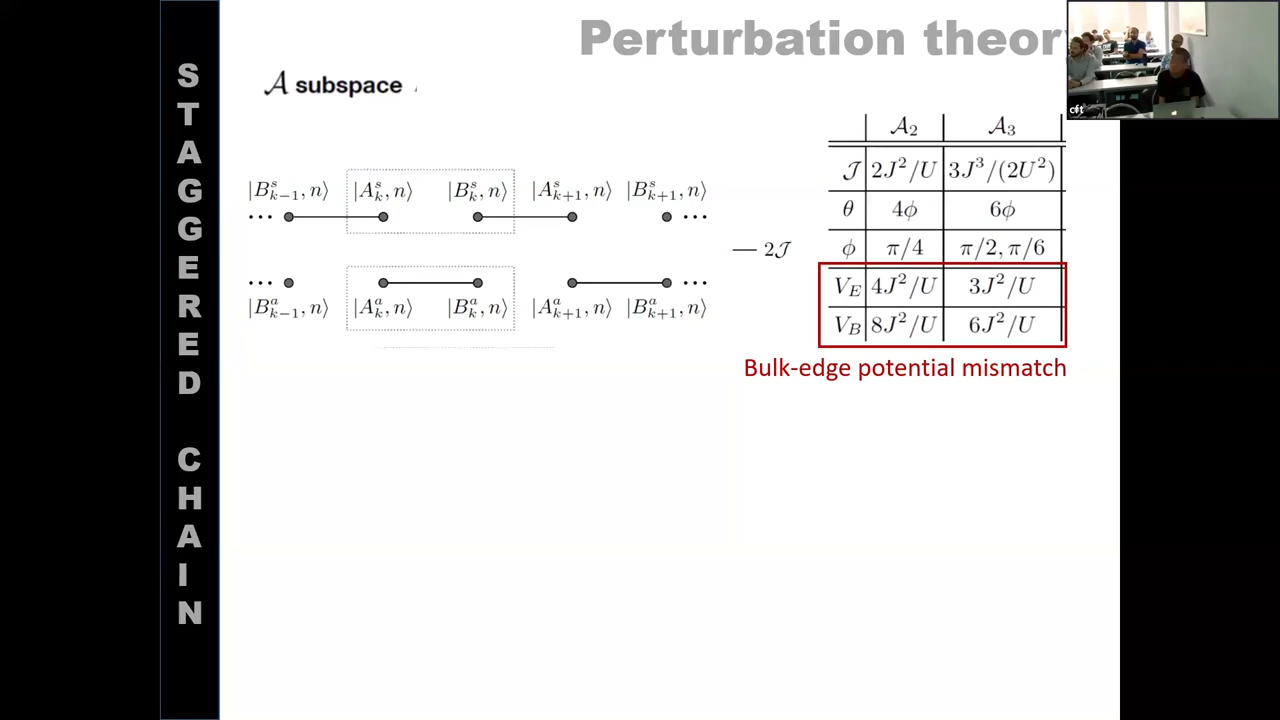 Perturbation theory
cft
STAGGERED CHAIN
𝒜 subspace
|B^s_{k-1}, n⟩ |A^s_k, n⟩ |B^s_k, n⟩ |A^s_{k+1}, n⟩ |B^s_{k+1}, n⟩
··· ···
··· ···
|B^a_{k-1}, n⟩ |A^a_k, n⟩ |B^a_k, n⟩ |A^a_{k+1}, n⟩ |B^a_{k+1}, n⟩
— 2𝒥
𝒜_2 𝒜_3
𝒥 2J^2/U 3J^3/(2U^2)
θ 4ϕ 6ϕ
ϕ π/4 π/2, π/6
V_E 4J^2/U 3J^2/U
V_B 8J^2/U 6J^2/U
Bulk-edge potential mismatch